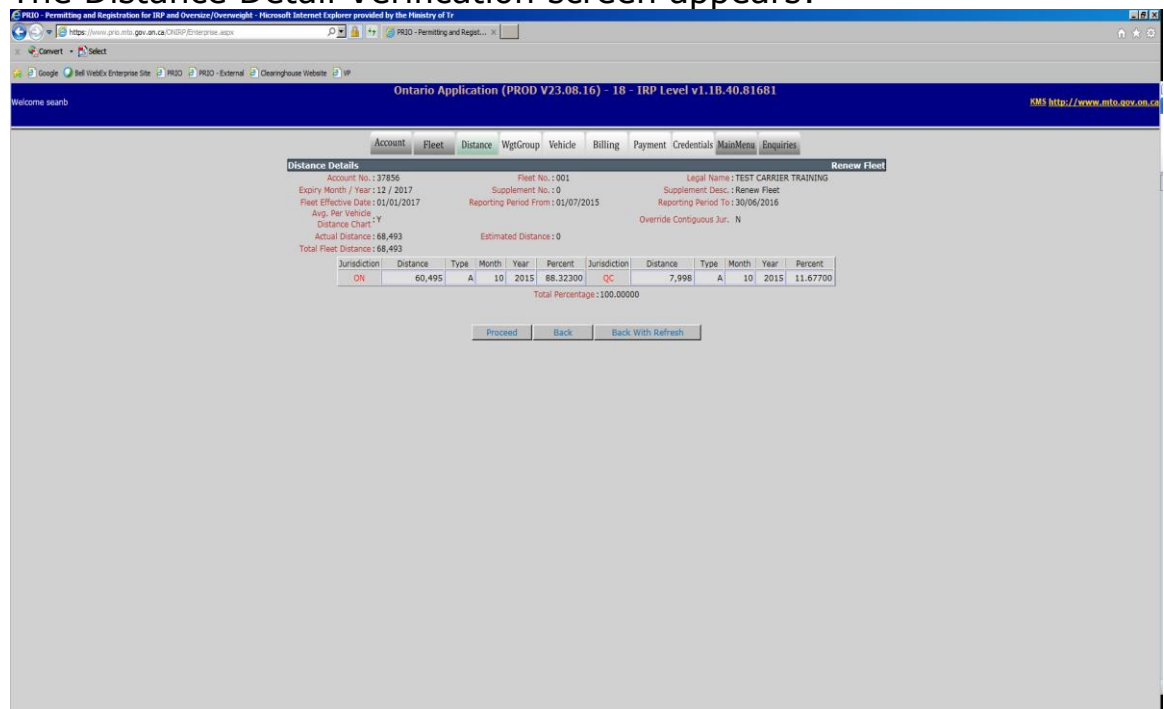 The Distance Detail Verification screen appears.
PRIO - Permitting and Registration for IRP and Oversize/Overweight - Microsoft Internet Explorer provided by the Ministry of Tr
https://www.prio.mto.gov.on.ca/ONIRP/Enterprise.aspx PRIO - Permitting and Regist...
Convert Select
Google Bell WebEx Enterprise Site PRIO PRIO - External Clearinghouse Website
Ontario Application (PROD V23.08.16) - 18 - IRP Level v1.1B.40.81681
Welcome seanb KMS http://www.mto.gov.on.ca
Account Fleet Distance WgtGroup Vehicle Billing Payment Credentials MainMenu Enquiries
Distance Details Renew Fleet
Account No. : 37856 Fleet No. : 001 Legal Name : TEST CARRIER TRAINING
Expiry Month / Year : 12 / 2017 Supplement No. : 0 Supplement Desc. : Renew Fleet
Fleet Effective Date : 01/01/2017 Reporting Period From : 01/07/2015 Reporting Period To : 30/06/2016
Avg. Per Vehicle Distance Chart : Y Override Contiguous Jur. N
Actual Distance : 68,493 Estimated Distance : 0
Total Fleet Distance : 68,493
Jurisdiction Distance Type Month Year Percent Jurisdiction Distance Type Month Year Percent
ON 60,495 A 10 2015 88.32300 QC 7,998 A 10 2015 11.67700
Total Percentage : 100.00000
Proceed Back Back With Refresh